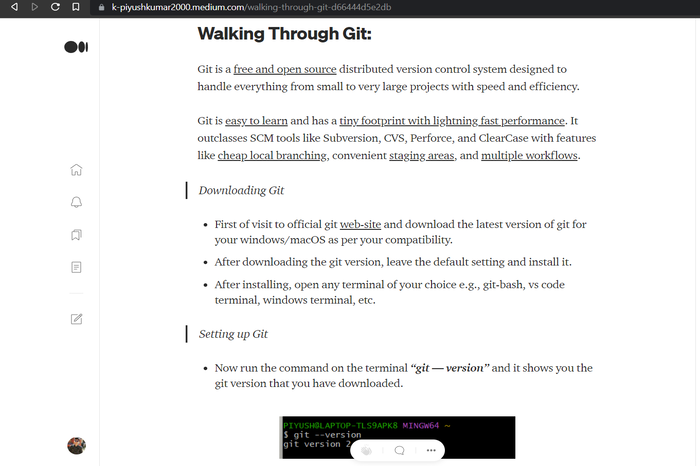 k-piyushkumar2000.medium.com/walking-through-git-d66444d5e2db
Walking Through Git:
Git is a free and open source distributed version control system designed to
handle everything from small to very large projects with speed and efficiency.
Git is easy to learn and has a tiny footprint with lightning fast performance. It
outclasses SCM tools like Subversion, CVS, Perforce, and ClearCase with features
like cheap local branching, convenient staging areas, and multiple workflows.
Downloading Git
• First of visit to official git web-site and download the latest version of git for
your windows/macOS as per your compatibility.
• After downloading the git version, leave the default setting and install it.
• After installing, open any terminal of your choice e.g., git-bash, vs code
terminal, windows terminal, etc.
Setting up Git
• Now run the command on the terminal “git — version” and it shows you the
git version that you have downloaded.
PIYUSH@LAPTOP-TLS9APK8 MINGW64 ~
$ git --version
git version 2